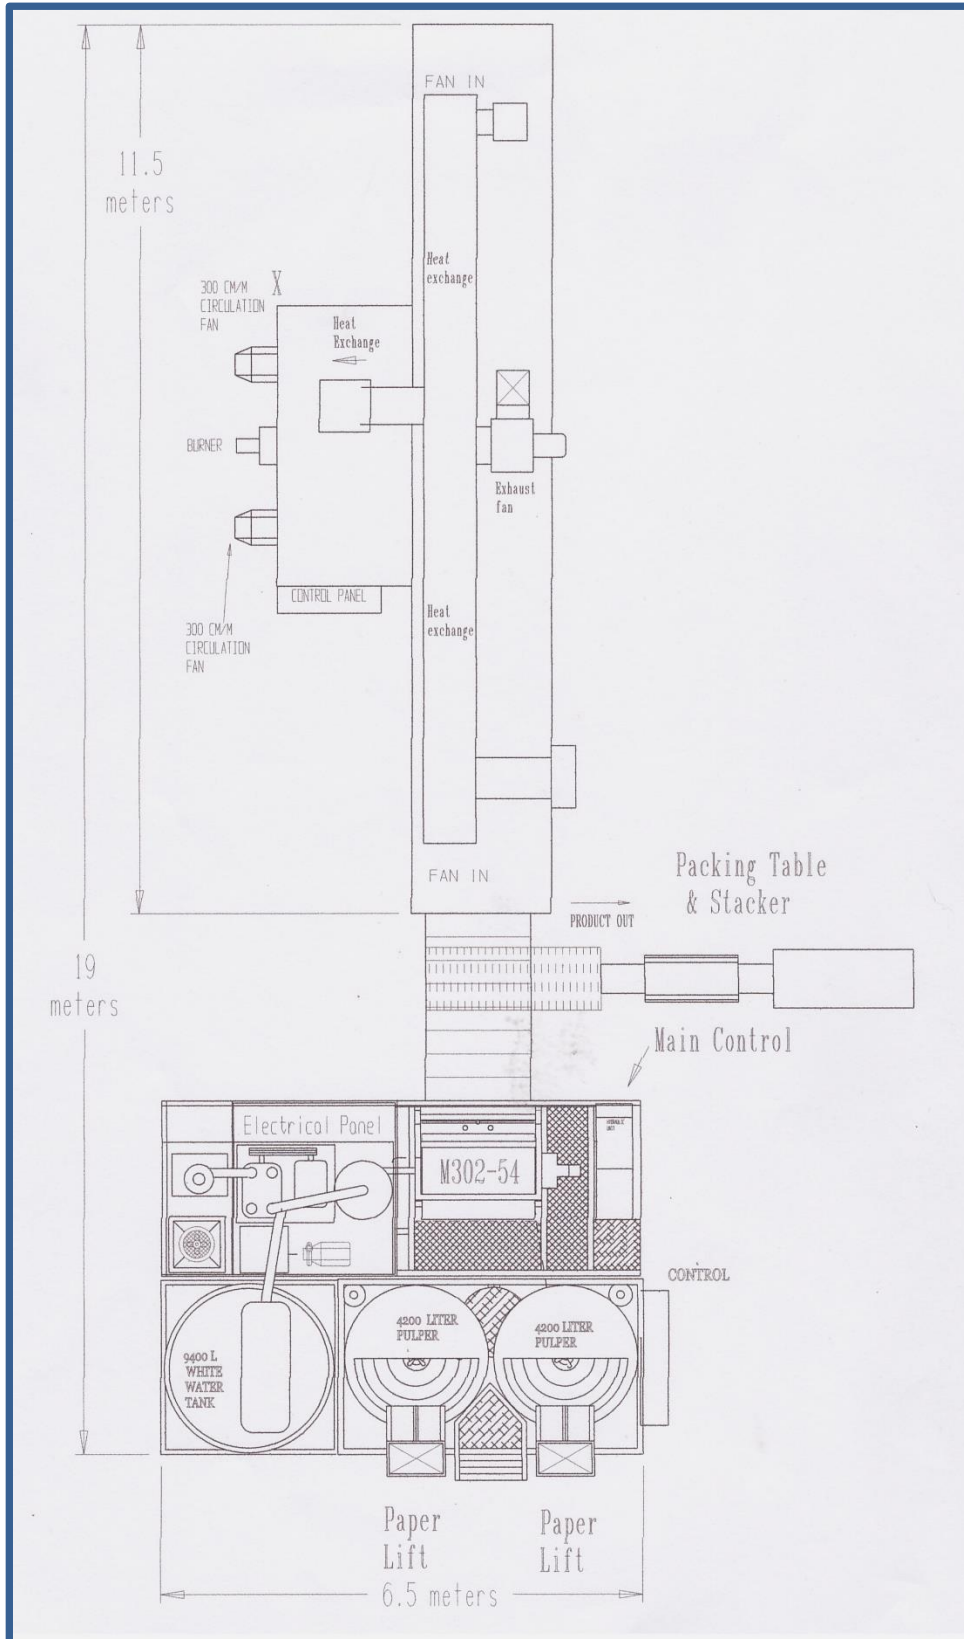 FAN IN
11.5
meters
Heat
exchange
X
300 CM/M
CIRCULATION
FAN
Heat
Exchange
BURNER
Exhaust
fan
CONTROL PANEL
Heat
exchange
300 CM/M
CIRCULATION
FAN
FAN IN
Packing Table
& Stacker
PRODUCT OUT
19
meters
Main Control
Electrical Panel
M302-54
CONTROL
4200 LITER
PULPER
4200 LITER
PULPER
9400 L
WHITE
WATER
TANK
Paper
Lift
Paper
Lift
6.5 meters